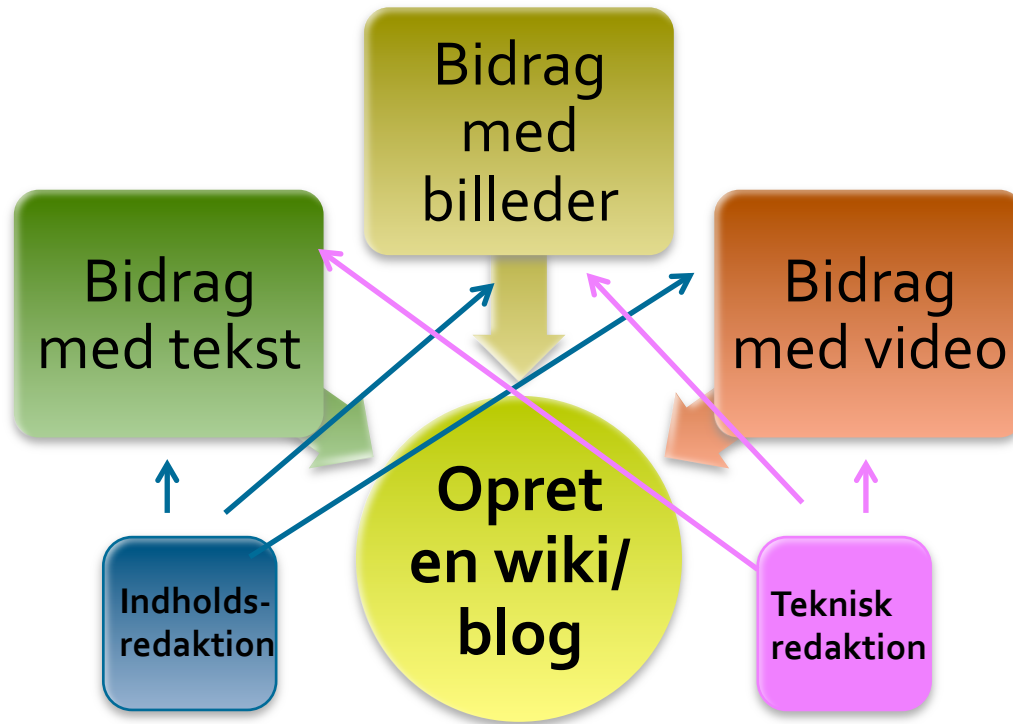 Bidrag
med
billeder
Bidrag
med tekst
Bidrag
med video
Opret
en wiki/
blog
Indholds-
redaktion
Teknisk
redaktion